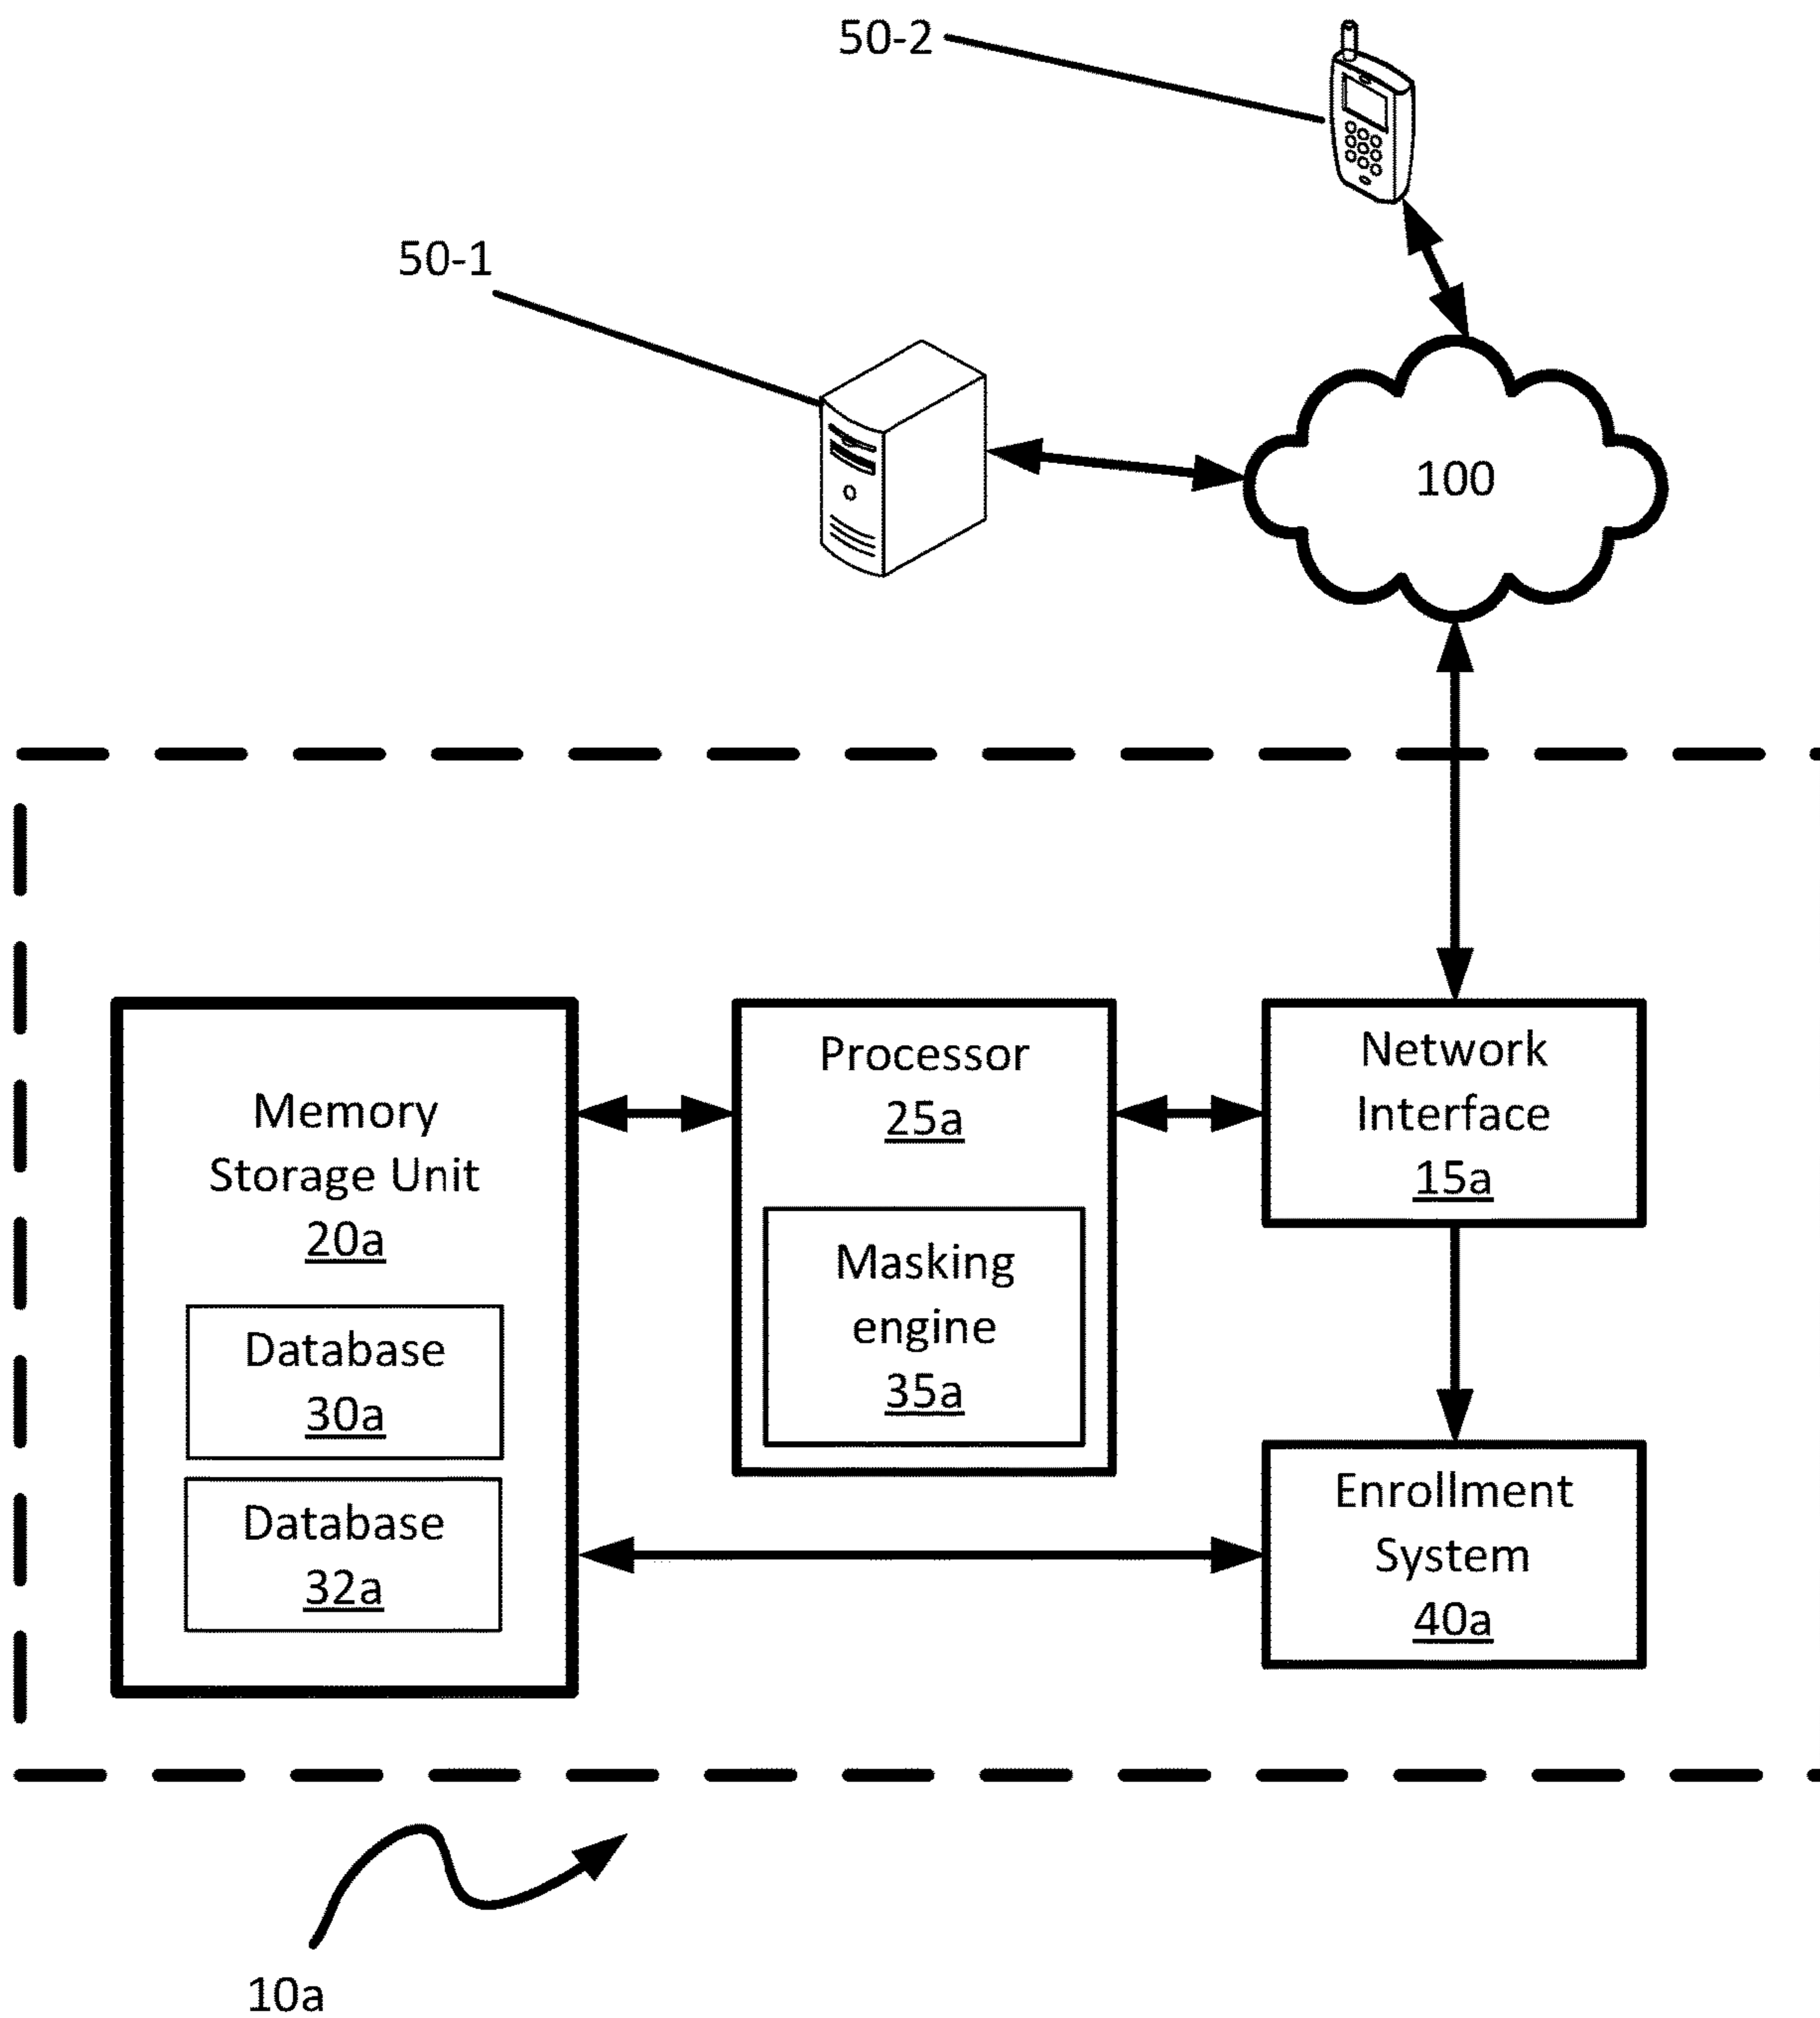 50-2
50-1
100
Memory
Storage Unit
20a
Database
30a
Database
32a
Processor
25a
Masking
engine
35a
Network
Interface
15a
Enrollment
System
40a
10a